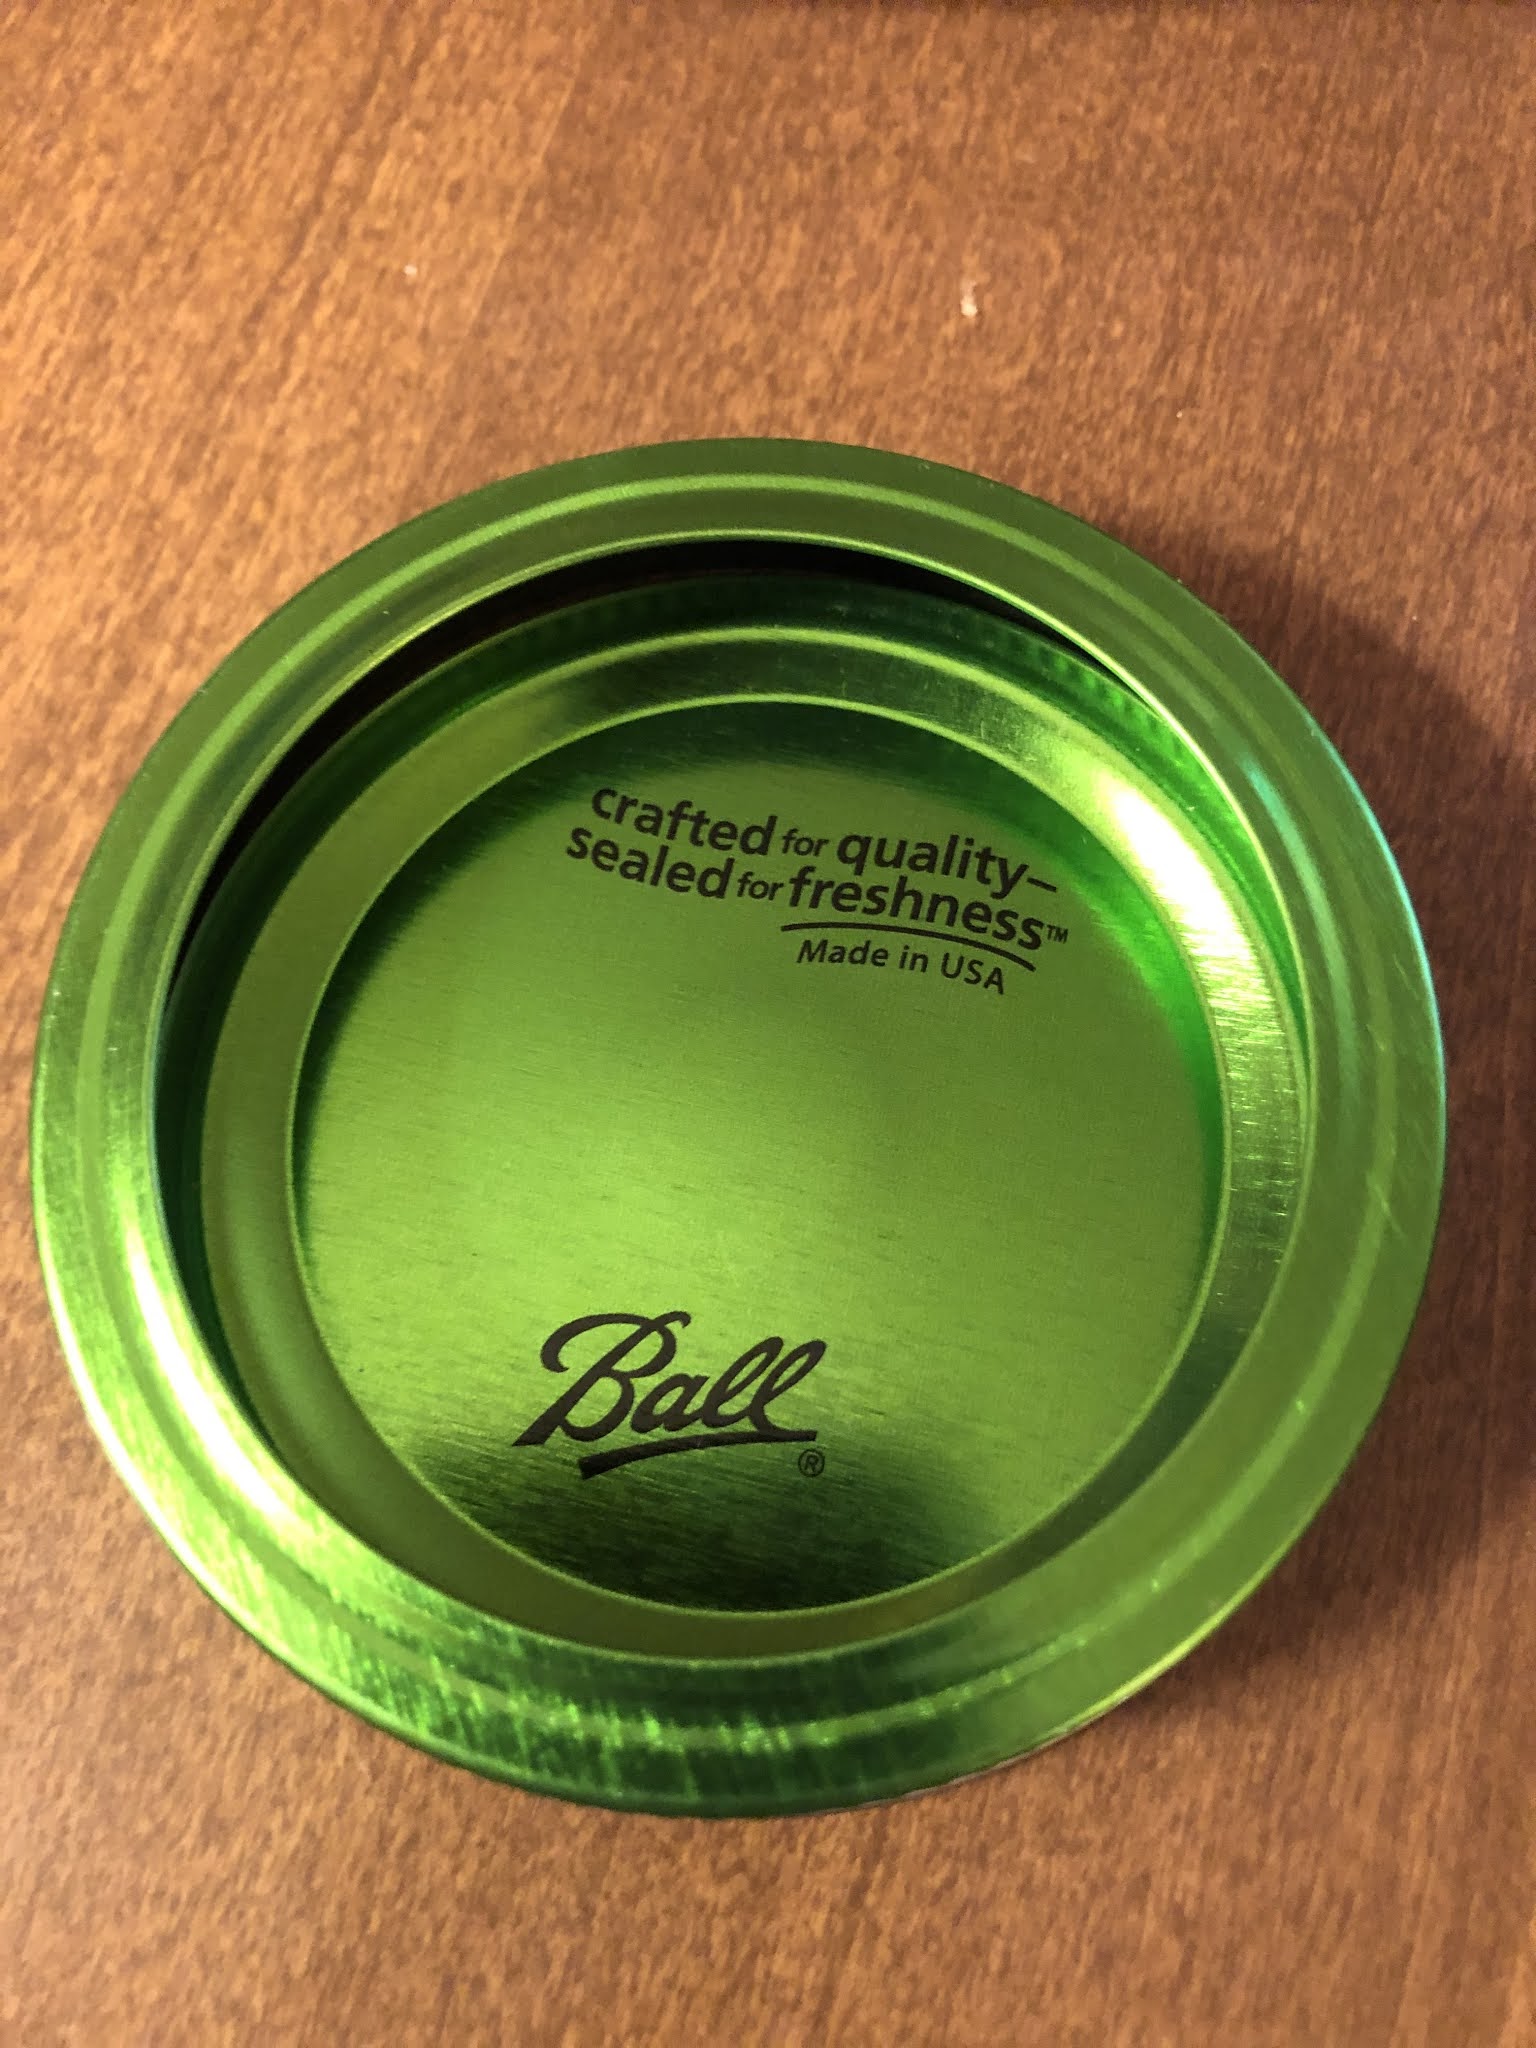 crafted for quality–
sealed for freshness™
Made in USA
Ball
®